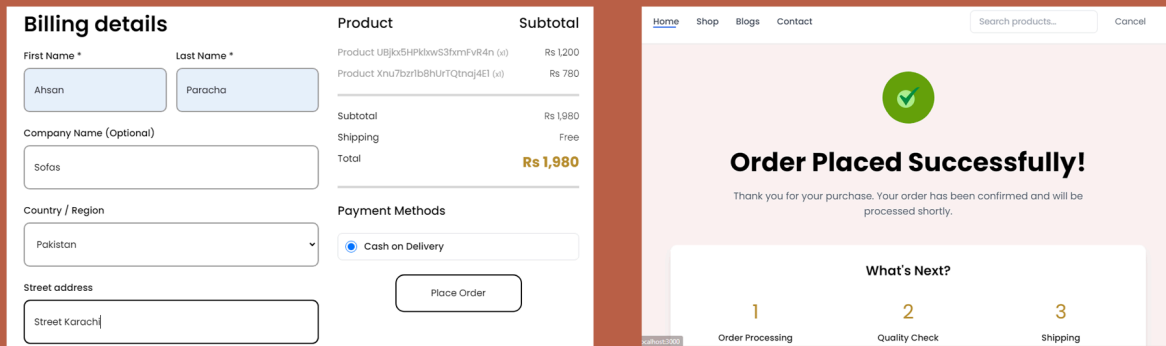 Billing details
First Name *
Last Name *
Ahsan
Paracha
Company Name (Optional)
Sofas
Country / Region
Pakistan
Street address
Street Karachi
Product Subtotal
Product UBjkx5HPklxwS3fxmFvR4n (x1) Rs 1,200
Product Xnu7bzr1b8hUrTQtnaj4E1 (x1) Rs 780
Subtotal Rs 1,980
Shipping Free
Total Rs 1,980
Payment Methods
Cash on Delivery
Place Order
Home Shop Blogs Contact Search products... Cancel
Order Placed Successfully!
Thank you for your purchase. Your order has been confirmed and will be
processed shortly.
What's Next?
1 2 3
Order Processing Quality Check Shipping
ocalhost:3000